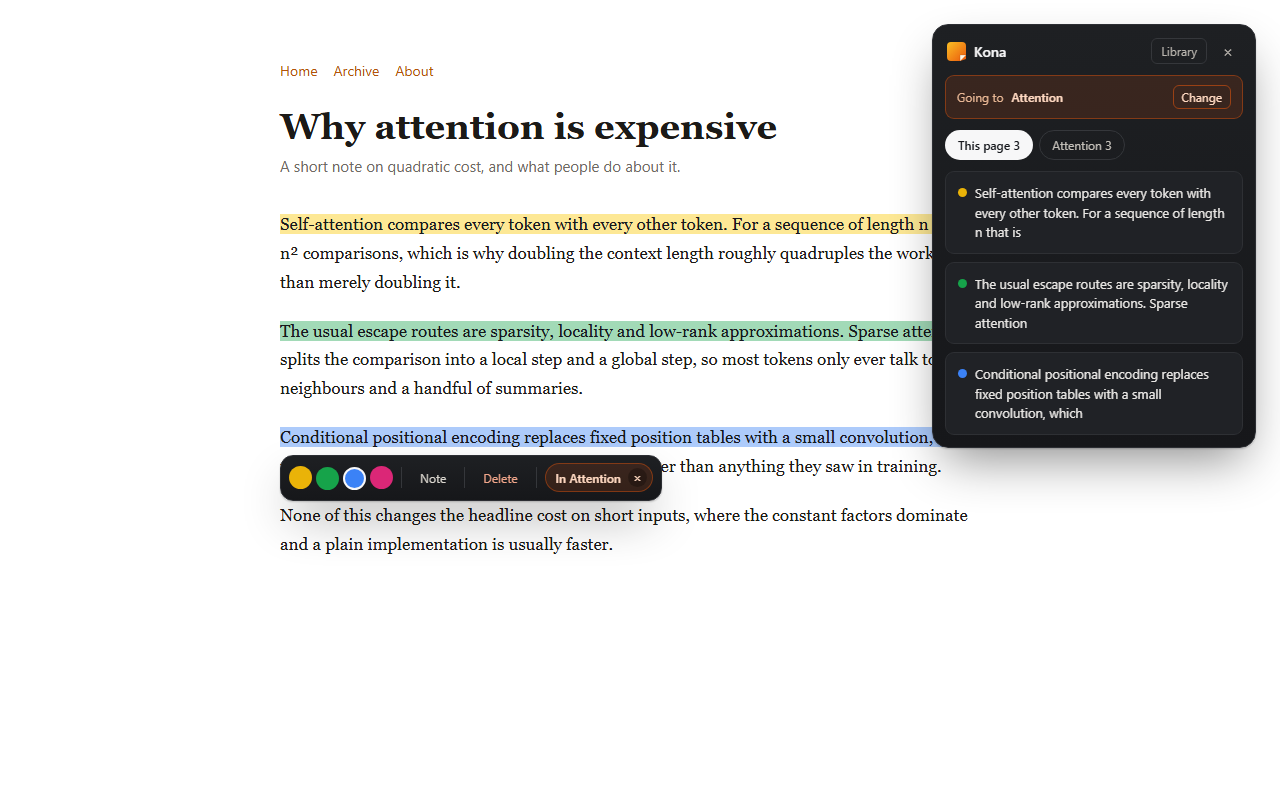 Home Archive About
Why attention is expensive
A short note on quadratic cost, and what people do about it.
Self-attention compares every token with every other token. For a sequence of length n
n² comparisons, which is why doubling the context length roughly quadruples the work
than merely doubling it.
The usual escape routes are sparsity, locality and low-rank approximations. Sparse atte
splits the comparison into a local step and a global step, so most tokens only ever talk to
neighbours and a handful of summaries.
Conditional positional encoding replaces fixed position tables with a small convolution,
er than anything they saw in training.
Note Delete In Attention ×
None of this changes the headline cost on short inputs, where the constant factors dominate
and a plain implementation is usually faster.
Kona Library ×
Going to Attention Change
This page 3 Attention 3
Self-attention compares every token with
every other token. For a sequence of length
n that is
The usual escape routes are sparsity, locality
and low-rank approximations. Sparse
attention
Conditional positional encoding replaces
fixed position tables with a small
convolution, which